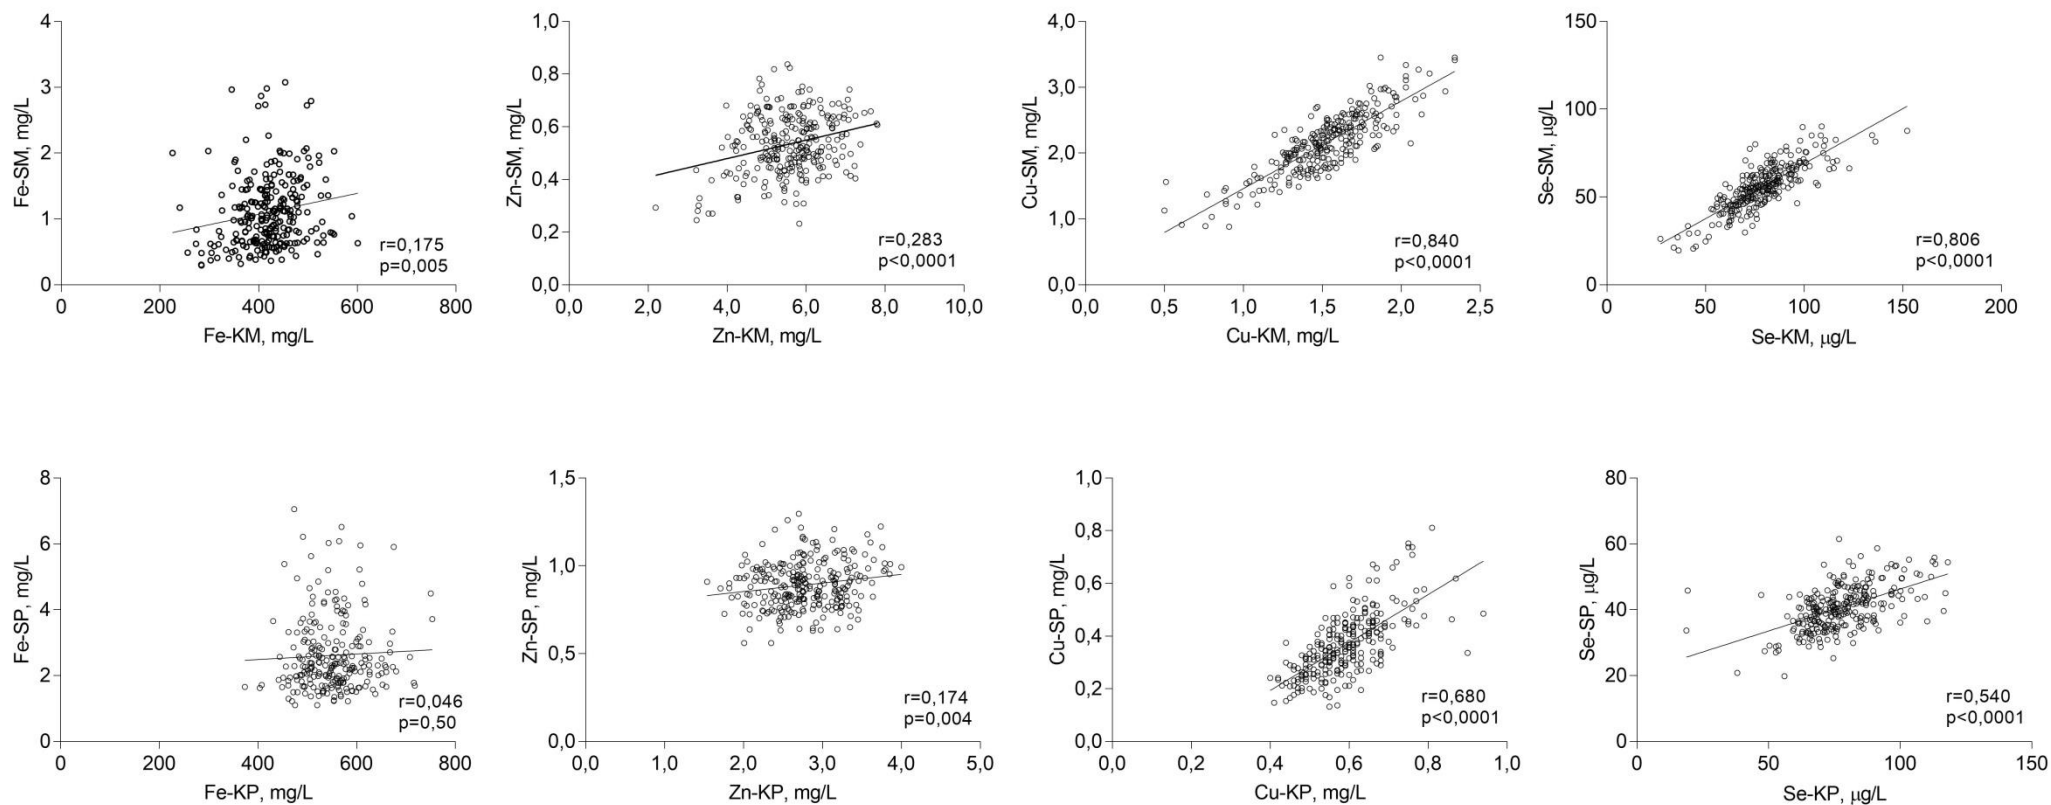 4
3
2
1
0
0
200
400
600
800
Fe-SM, mg/L
Fe-KM, mg/L
r=0,175
p=0,005
1,0
0,8
0,6
0,4
0,2
0,0
0,0
2,0
4,0
6,0
8,0
10,0
Zn-SM, mg/L
Zn-KM, mg/L
r=0,283
p<0,0001
4,0
3,0
2,0
1,0
0,0
0,0
0,5
1,0
1,5
2,0
2,5
Cu-SM, mg/L
Cu-KM, mg/L
r=0,840
p<0,0001
150
100
50
0
0
50
100
150
200
Se-SM, μg/L
Se-KM, μg/L
r=0,806
p<0,0001
8
6
4
2
0
0
200
400
600
800
Fe-SP, mg/L
Fe-KP, mg/L
r=0,046
p=0,50
1,5
1,0
0,5
0,0
0,0
1,0
2,0
3,0
4,0
5,0
Zn-SP, mg/L
Zn-KP, mg/L
r=0,174
p=0,004
1,0
0,8
0,6
0,4
0,2
0,0
0,0
0,2
0,4
0,6
0,8
1,0
Cu-SP, mg/L
Cu-KP, mg/L
r=0,680
p<0,0001
80
60
40
20
0
0
50
100
150
Se-SP, μg/L
Se-KP, μg/L
r=0,540
p<0,0001